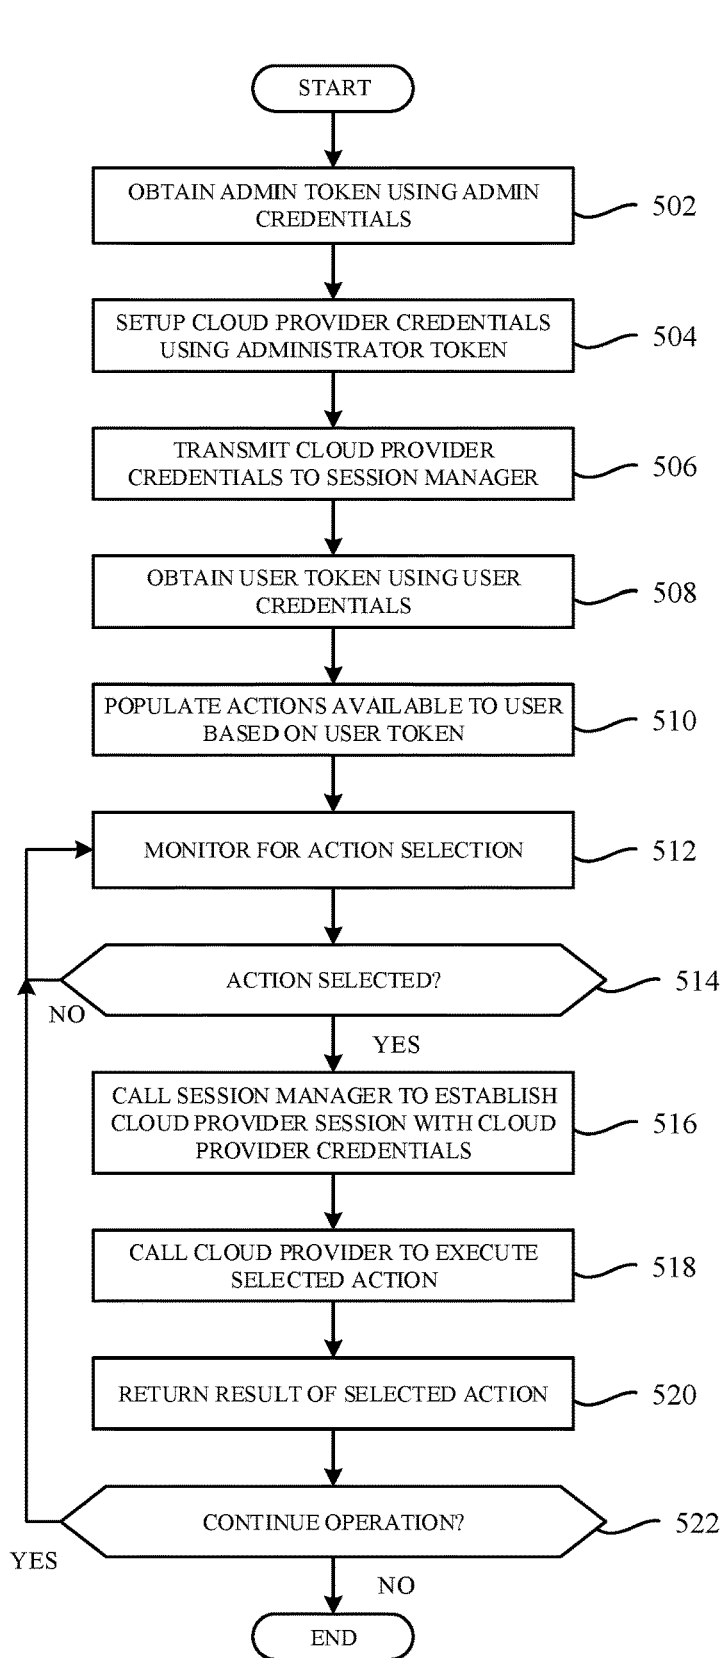 START
OBTAIN ADMIN TOKEN USING ADMIN
CREDENTIALS
502
SETUP CLOUD PROVIDER CREDENTIALS
USING ADMINISTRATOR TOKEN
504
TRANSMIT CLOUD PROVIDER
CREDENTIALS TO SESSION MANAGER
506
OBTAIN USER TOKEN USING USER
CREDENTIALS
508
POPULATE ACTIONS AVAILABLE TO USER
BASED ON USER TOKEN
510
MONITOR FOR ACTION SELECTION
512
ACTION SELECTED?
514
NO
YES
CALL SESSION MANAGER TO ESTABLISH
CLOUD PROVIDER SESSION WITH CLOUD
PROVIDER CREDENTIALS
516
CALL CLOUD PROVIDER TO EXECUTE
SELECTED ACTION
518
RETURN RESULT OF SELECTED ACTION
520
CONTINUE OPERATION?
522
YES
NO
END